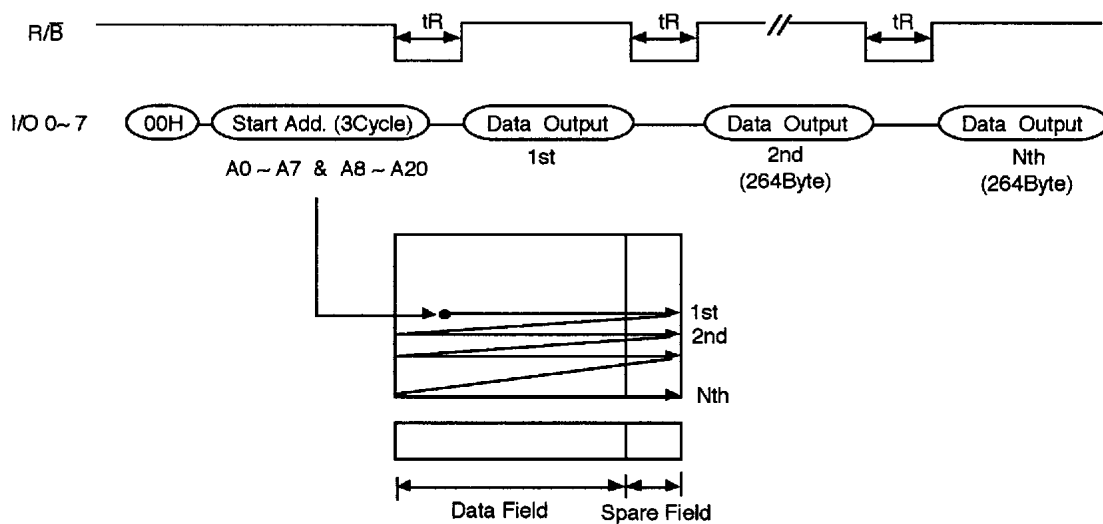 tR tR tR
R/B̅
I/O 0~7 00H Start Add. (3Cycle) Data Output Data Output Data Output
A0 ~ A7 & A8 ~ A20 1st 2nd Nth
(264Byte) (264Byte)
1st
2nd
Nth
Data Field Spare Field